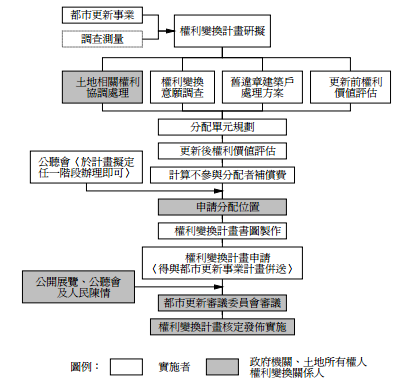 都市更新事業
調查測量
權利變換計畫研擬
土地相關權利
協調處理
權利變換
意願調查
舊違章建築戶
處理方案
更新前權利
價值評估
分配單元規劃
更新後權利價值評估
公聽會〈於計畫擬定
任一階段辦理即可〉
計算不參與分配者補償費
申請分配位置
權利變換計畫書圖製作
權利變換計畫申請
〈得與都市更新事業計畫併送〉
公開展覽、公聽會
及人民陳情
都市更新審議委員會審議
權利變換計畫核定發佈實施
圖例：
實施者
政府機關、土地所有權人
權利變換關係人